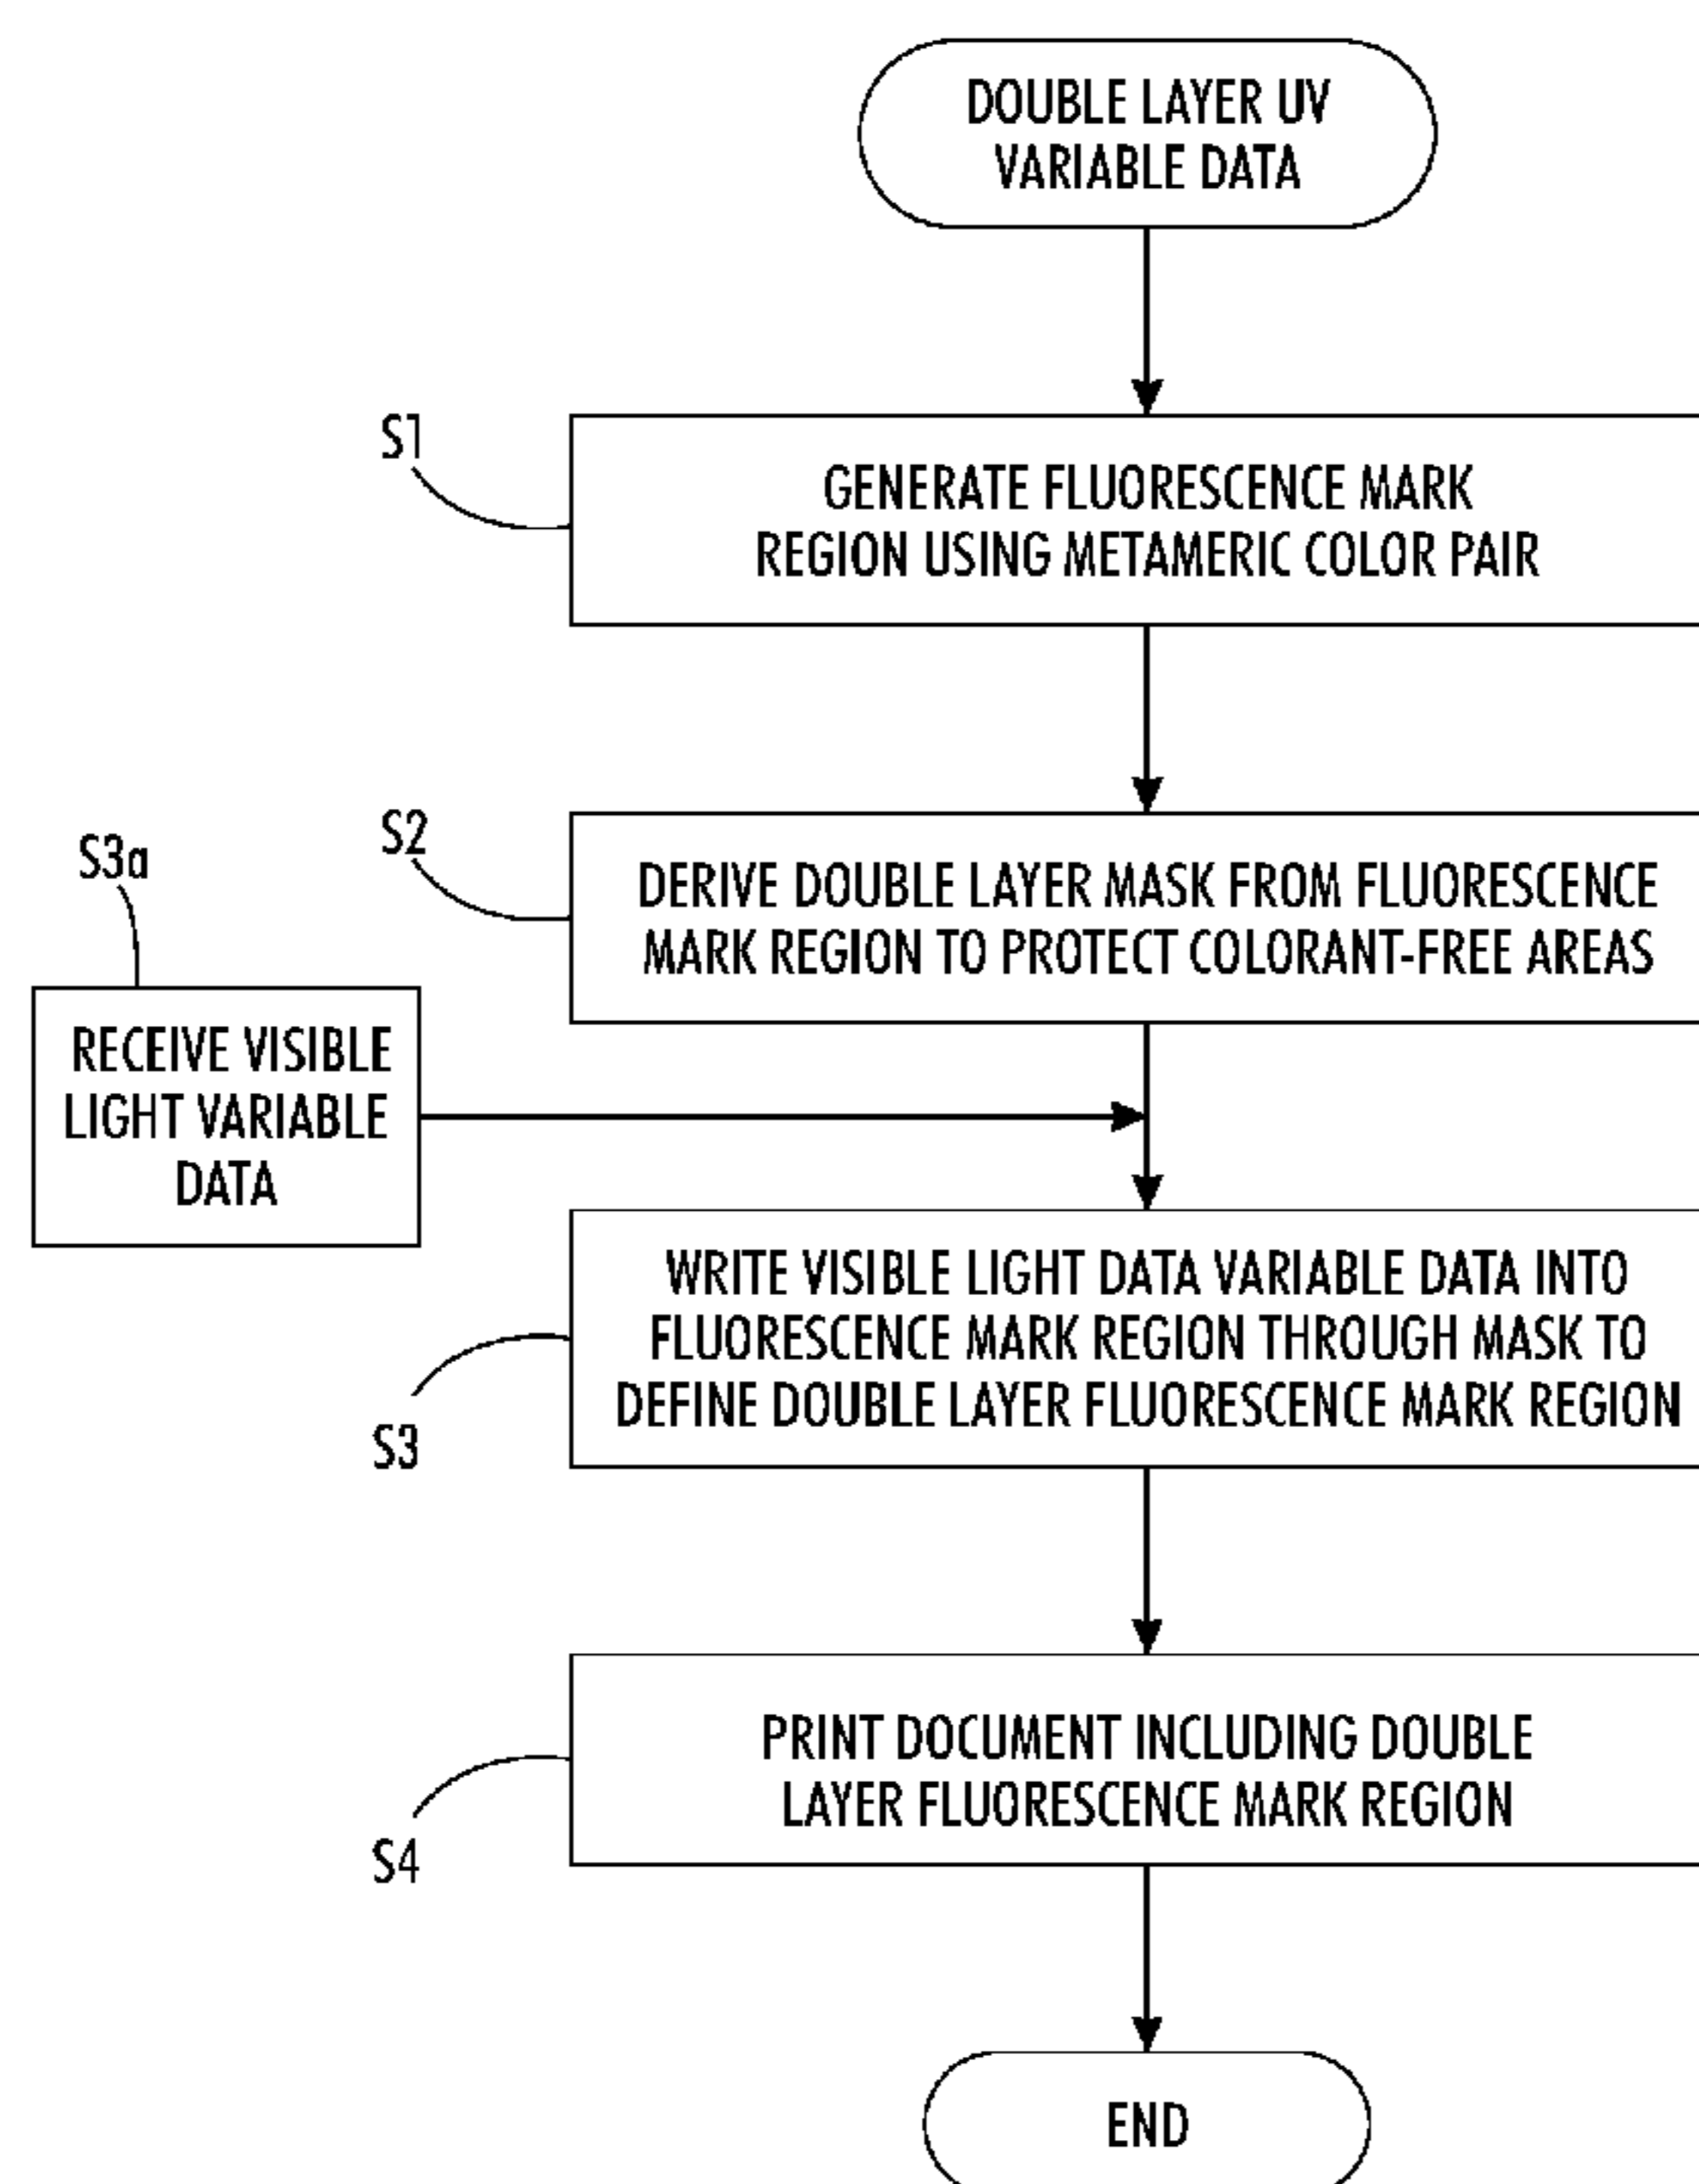 DOUBLE LAYER UV
VARIABLE DATA
S1
GENERATE FLUORESCENCE MARK
REGION USING METAMERIC COLOR PAIR
S2
DERIVE DOUBLE LAYER MASK FROM FLUORESCENCE
MARK REGION TO PROTECT COLORANT-FREE AREAS
S3a
RECEIVE VISIBLE
LIGHT VARIABLE
DATA
WRITE VISIBLE LIGHT DATA VARIABLE DATA INTO
FLUORESCENCE MARK REGION THROUGH MASK TO
DEFINE DOUBLE LAYER FLUORESCENCE MARK REGION
S3
PRINT DOCUMENT INCLUDING DOUBLE
LAYER FLUORESCENCE MARK REGION
S4
END